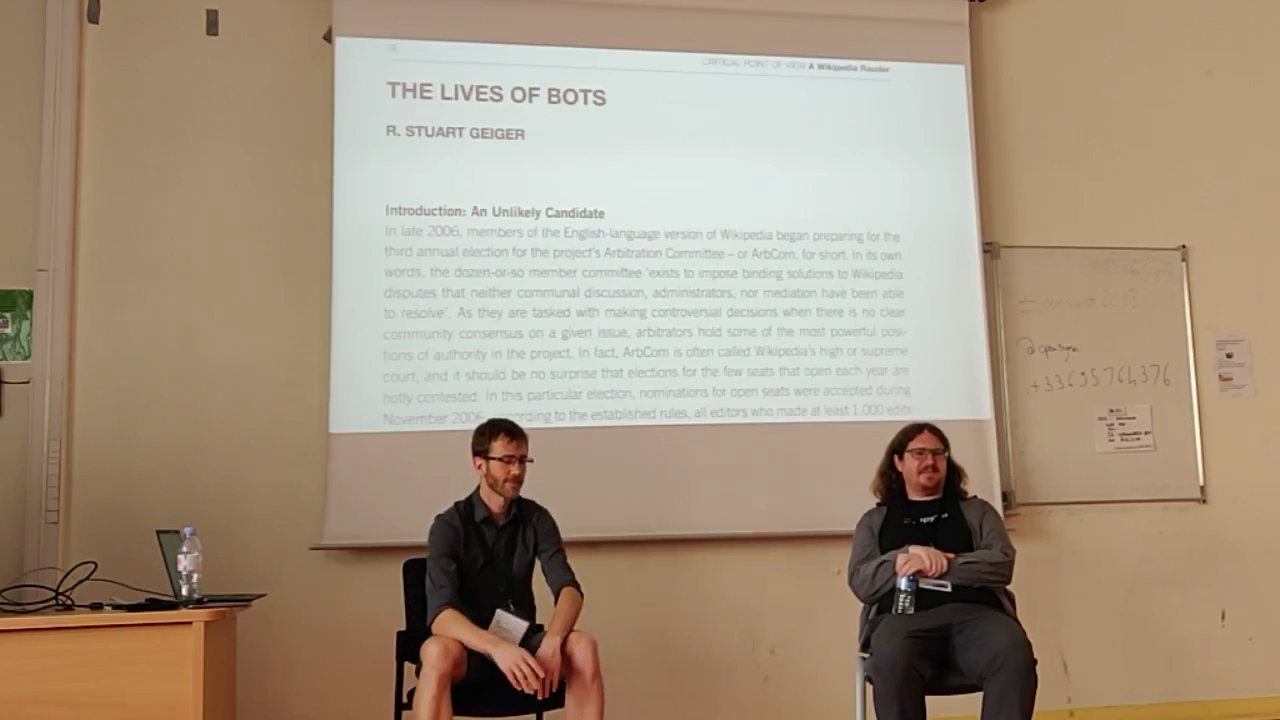 CRITICAL POINT OF VIEW A Wikipedia Reader
THE LIVES OF BOTS
R. STUART GEIGER
Introduction: An Unlikely Candidate
In late 2006, members of the English-language version of Wikipedia began preparing for the
third annual election for the project's Arbitration Committee – or ArbCom, for short. In its own
words, the dozen-or-so member committee 'exists to impose binding solutions to Wikipedia
disputes that neither communal discussion, administrators, nor mediation have been able
to resolve'. As they are tasked with making controversial decisions when there is no clear
community consensus on a given issue, arbitrators hold some of the most powerful posi-
tions of authority in the project. In fact, ArbCom is often called Wikipedia's high or supreme
court, and it should be no surprise that elections for the few seats that open each year are
hotly contested. In this particular election, nominations for open seats were accepted during
November 2006 to the established rules, all editors who made at least 1,000 edits
+33695764376